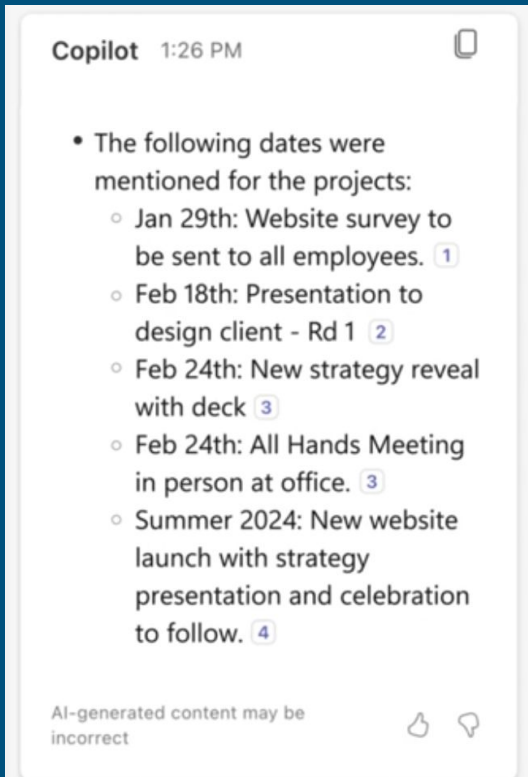 Copilot 1:26 PM
• The following dates were
mentioned for the projects:
○ Jan 29th: Website survey to
be sent to all employees. 1
○ Feb 18th: Presentation to
design client - Rd 1 2
○ Feb 24th: New strategy reveal
with deck 3
○ Feb 24th: All Hands Meeting
in person at office. 3
○ Summer 2024: New website
launch with strategy
presentation and celebration
to follow. 4
AI-generated content may be
incorrect